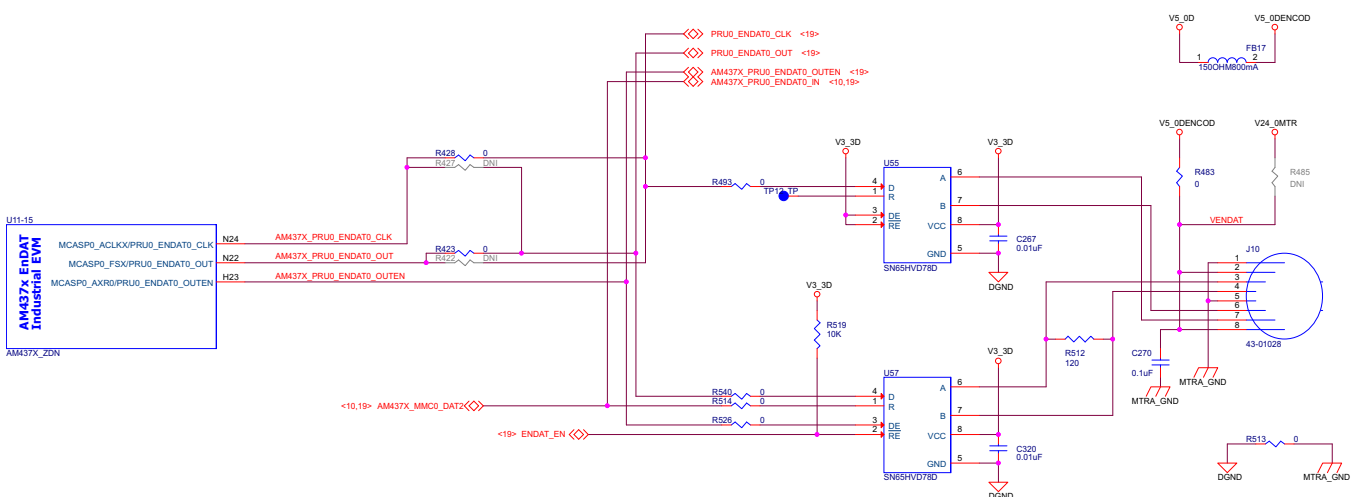 PRU0_ENDAT0_CLK <19>
PRU0_ENDAT0_OUT <19>
AM437X_PRU0_ENDAT0_OUTEN <19>
AM437X_PRU0_ENDAT0_IN <10,19>
V5_0D V5_0DENCOD
FB17
1 2
150OHM800mA
V5_0DENCOD V24_0MTR
R483
0
R485
DNI
VENDAT
R428 0
R427 DNI
V3_3D V3_3D
U55
R493 0
TP12_TP
4 D
1 R
3 DE
2 RE
A 6
B 7
VCC 8
GND 5
SN65HVD78D
C267
0.01uF
DGND
U11-15
AM437x EnDAT
Industrial EVM
MCASP0_ACLKX/PRU0_ENDAT0_CLK N24 AM437X_PRU0_ENDAT0_CLK
MCASP0_FSX/PRU0_ENDAT0_OUT N22 AM437X_PRU0_ENDAT0_OUT
MCASP0_AXR0/PRU0_ENDAT0_OUTEN H23 AM437X_PRU0_ENDAT0_OUTEN
AM437X_ZDN
R423 0
R422 DNI
J10
1
2
3
4
5
6
7
8
43-01028
V3_3D
R519
10K
V3_3D
R512
120
C270
0.1uF
MTRA_GND
MTRA_GND
U57
<10,19> AM437X_MMC0_DAT2
<19> ENDAT_EN
R540 0
R514 0
R526 0
4 D
1 R
3 DE
2 RE
A 6
B 7
VCC 8
GND 5
SN65HVD78D
C320
0.01uF
DGND
R513 0
DGND MTRA_GND